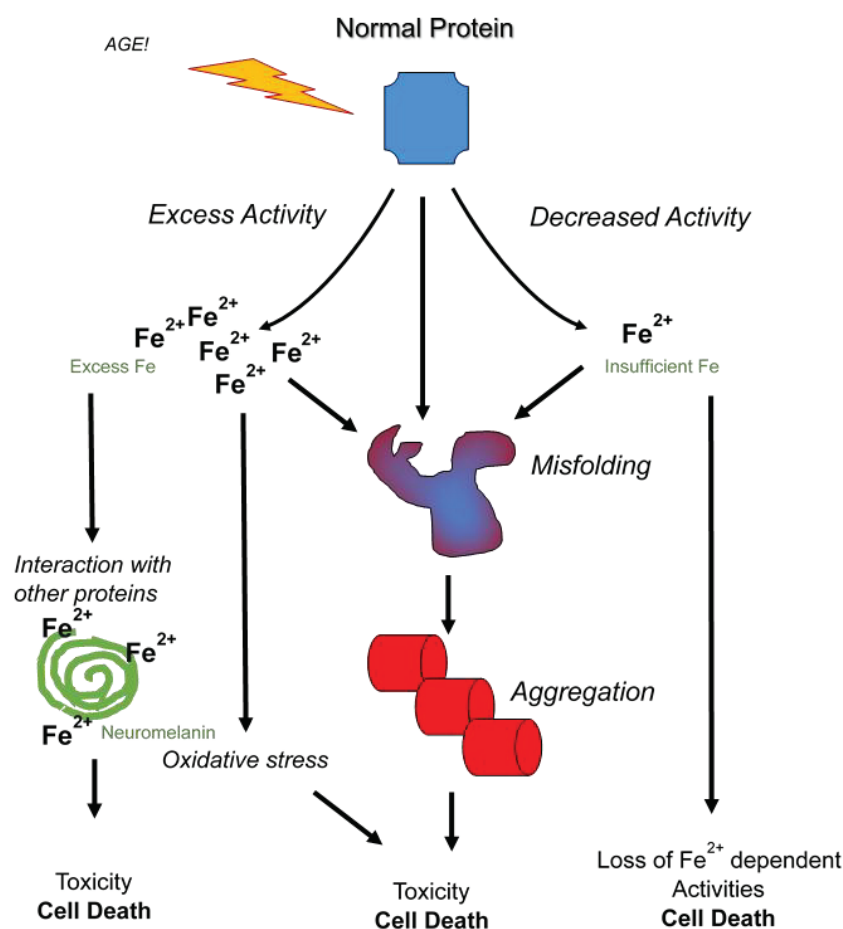 AGE!
Normal Protein
Excess Activity
Decreased Activity
Fe²⁺
Fe²⁺
Fe²⁺
Fe²⁺
Fe²⁺
Excess Fe
Fe²⁺
Insufficient Fe
Misfolding
Interaction with
other proteins
Fe²⁺
Fe²⁺
Fe²⁺
Neuromelanin
Oxidative stress
Aggregation
Toxicity
Cell Death
Toxicity
Cell Death
Loss of Fe²⁺ dependent
Activities
Cell Death